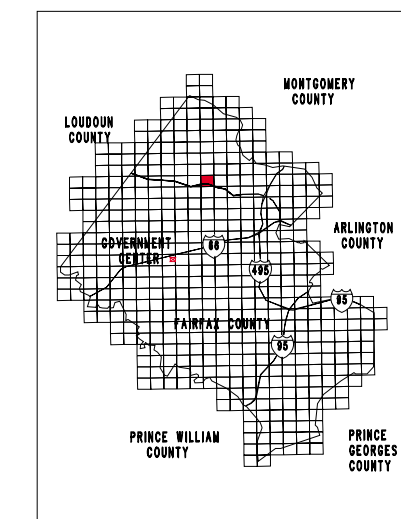 MONTGOMERY
COUNTY
LOUDOUN
COUNTY
ARLINGTON
COUNTY
GOVERNMENT
CENTER
66
495
95
FAIRFAX COUNTY
95
PRINCE WILLIAM
COUNTY
PRINCE
GEORGES
COUNTY